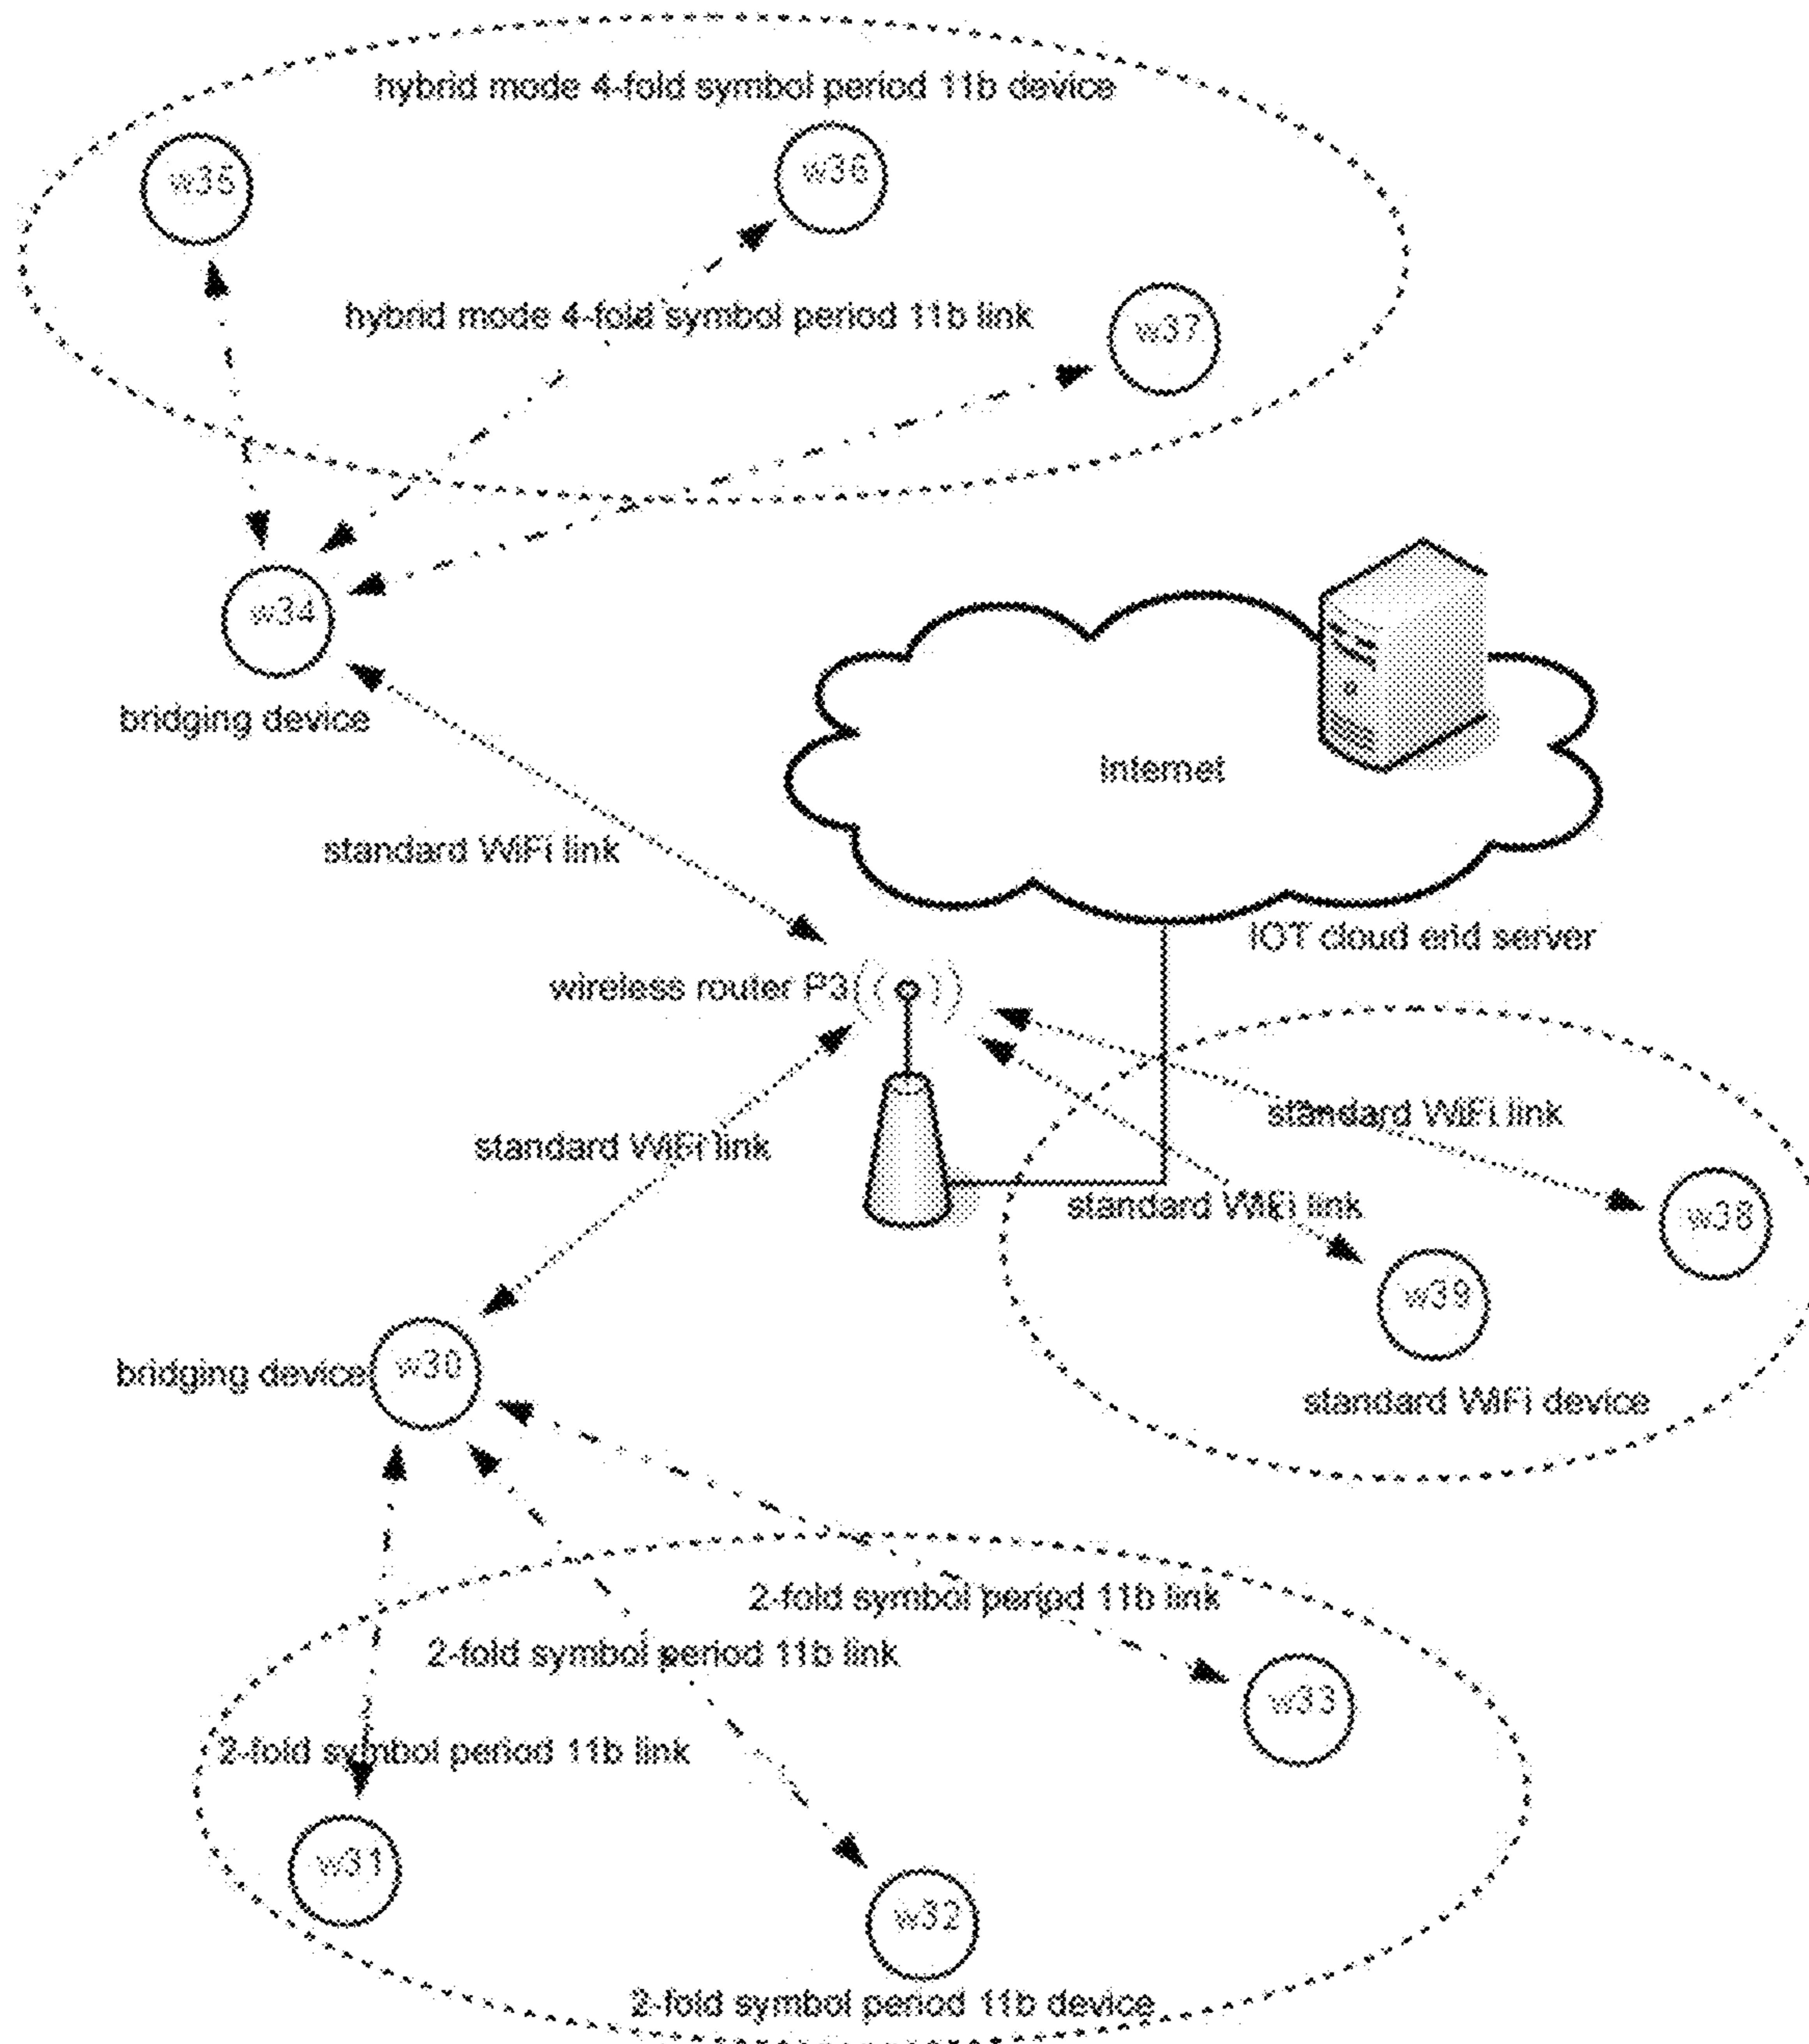 hybrid mode 4-fold symbol period 11b device
w35
w36
hybrid mode 4-fold symbol period 11b link
w37
w34
bridging device
Internet
standard WiFi link
IOT cloud end server
wireless router P3
standard WiFi link
standard WiFi link
standard WiFi link
w38
w39
bridging device
w30
standard WiFi device
2-fold symbol period 11b link
2-fold symbol period 11b link
w33
2-fold symbol period 11b link
w31
w32
2-fold symbol period 11b device